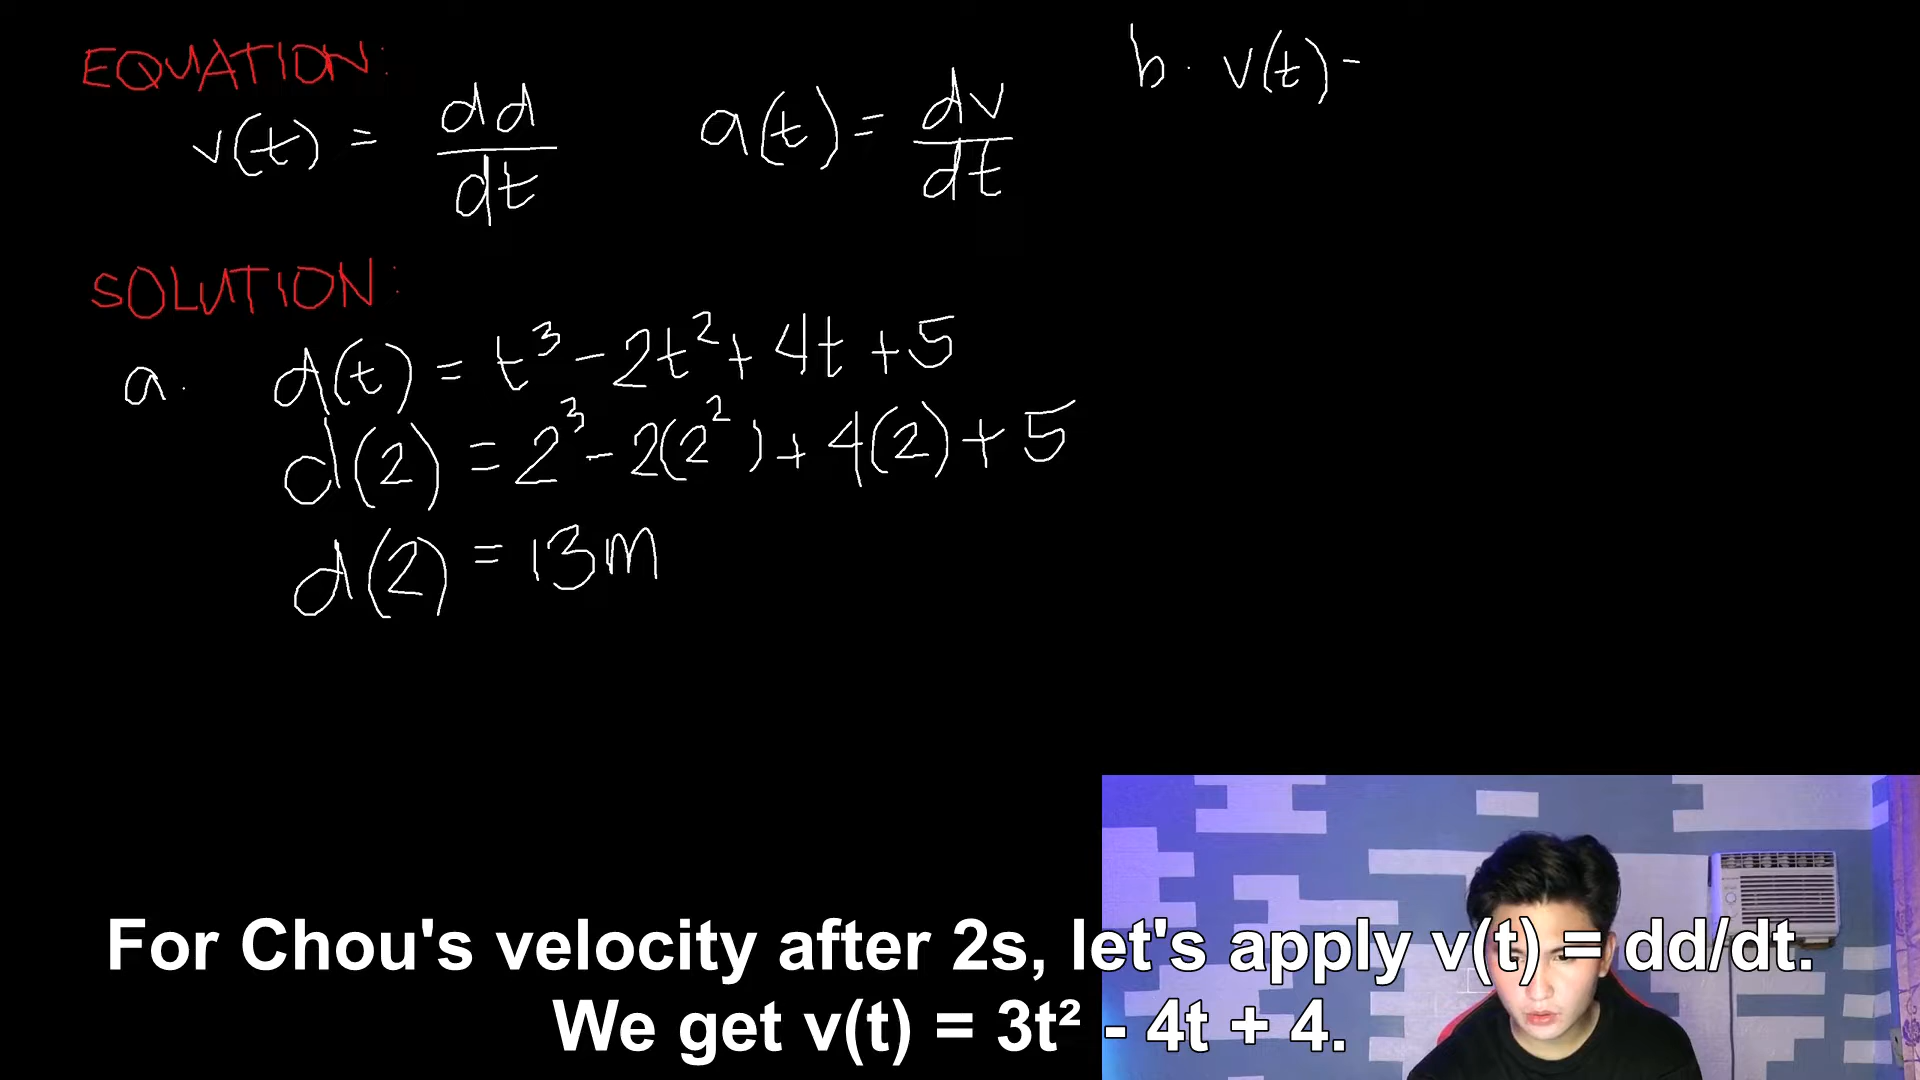 EQUATION:
v(t) = dd/dt
a(t) = dv/dt
SOLUTION:
a. d(t) = t³ - 2t² + 4t + 5
d(2) = 2³ - 2(2²) + 4(2) + 5
d(2) = 13m
b. v(t) -
For Chou's velocity after 2s, let's apply v(t) = dd/dt.
We get v(t) = 3t² - 4t + 4.